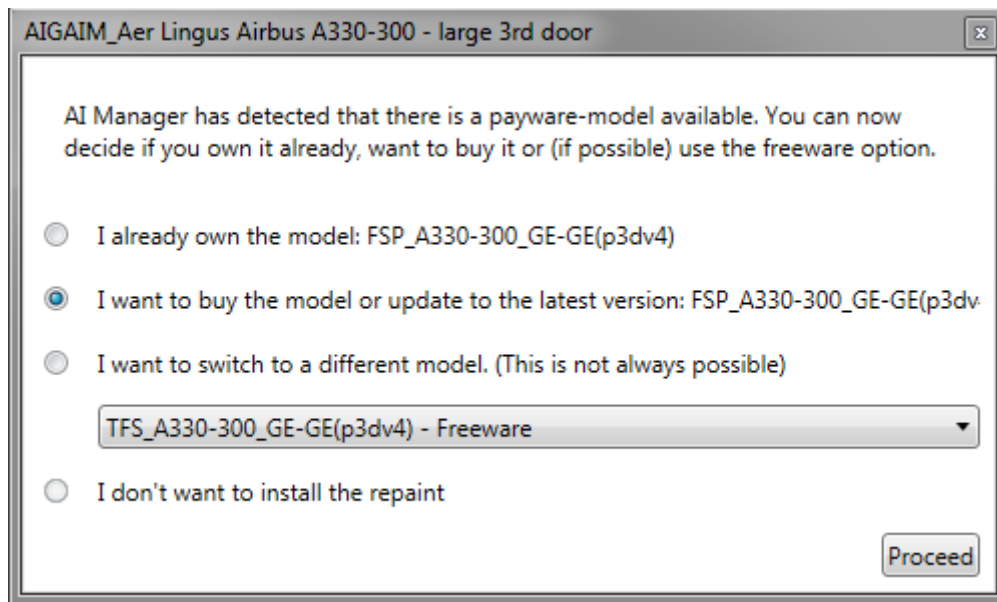 AIGAIM_Aer Lingus Airbus A330-300 - large 3rd door
AI Manager has detected that there is a payware-model available. You can now
decide if you own it already, want to buy it or (if possible) use the freeware option.
I already own the model: FSP_A330-300_GE-GE(p3dv4)
I want to buy the model or update to the latest version: FSP_A330-300_GE-GE(p3dv
I want to switch to a different model. (This is not always possible)
TFS_A330-300_GE-GE(p3dv4) - Freeware
I don't want to install the repaint
Proceed